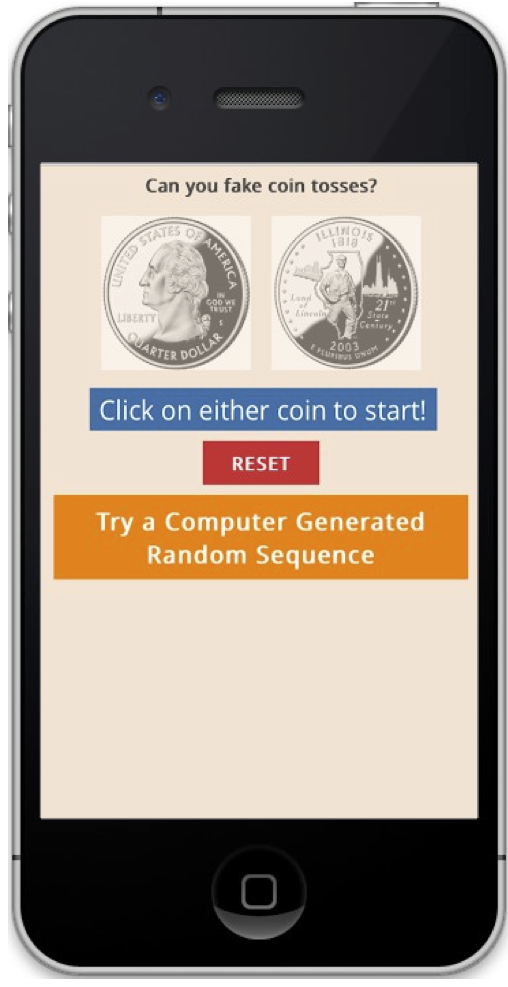 Can you fake coin tosses?
UNITED STATES OF AMERICA
LIBERTY
IN
GOD WE
TRUST
S
QUARTER DOLLAR
ILLINOIS
1818
Land
of
Lincoln
21st
State
Century
2003
E PLURIBUS UNUM
Click on either coin to start!
RESET
Try a Computer Generated
Random Sequence